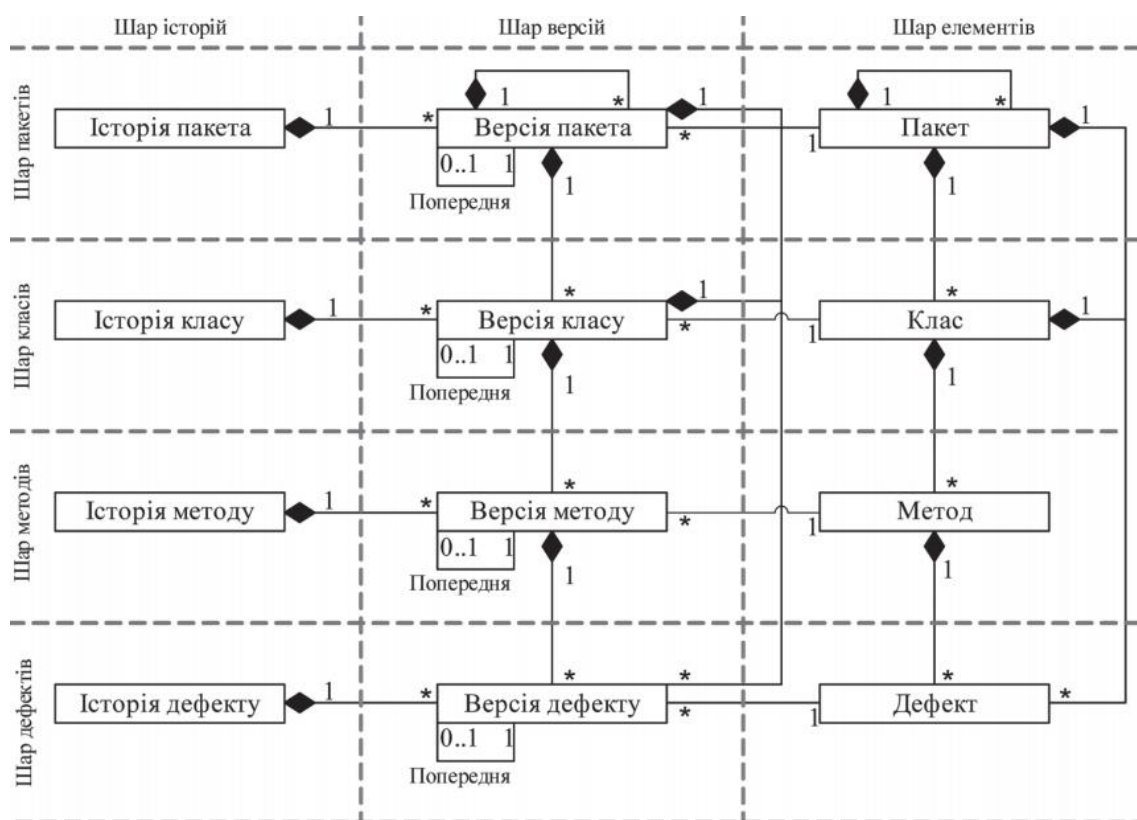 Шар історій
Шар версій
Шар елементів
Шар пакетів
1
*
1
1
*
1
Історія пакета
1
*
Версія пакета
*
1
Пакет
0..1
1
1
1
Попередня
Шар класів
*
1
*
1
Історія класу
1
*
Версія класу
*
1
Клас
0..1
1
1
1
Попередня
Шар методів
*
*
Історія методу
1
*
Версія методу
*
1
Метод
0..1
1
1
1
Попередня
Шар дефектів
*
*
*
*
Історія дефекту
1
*
Версія дефекту
*
1
Дефект
0..1
1
Попередня